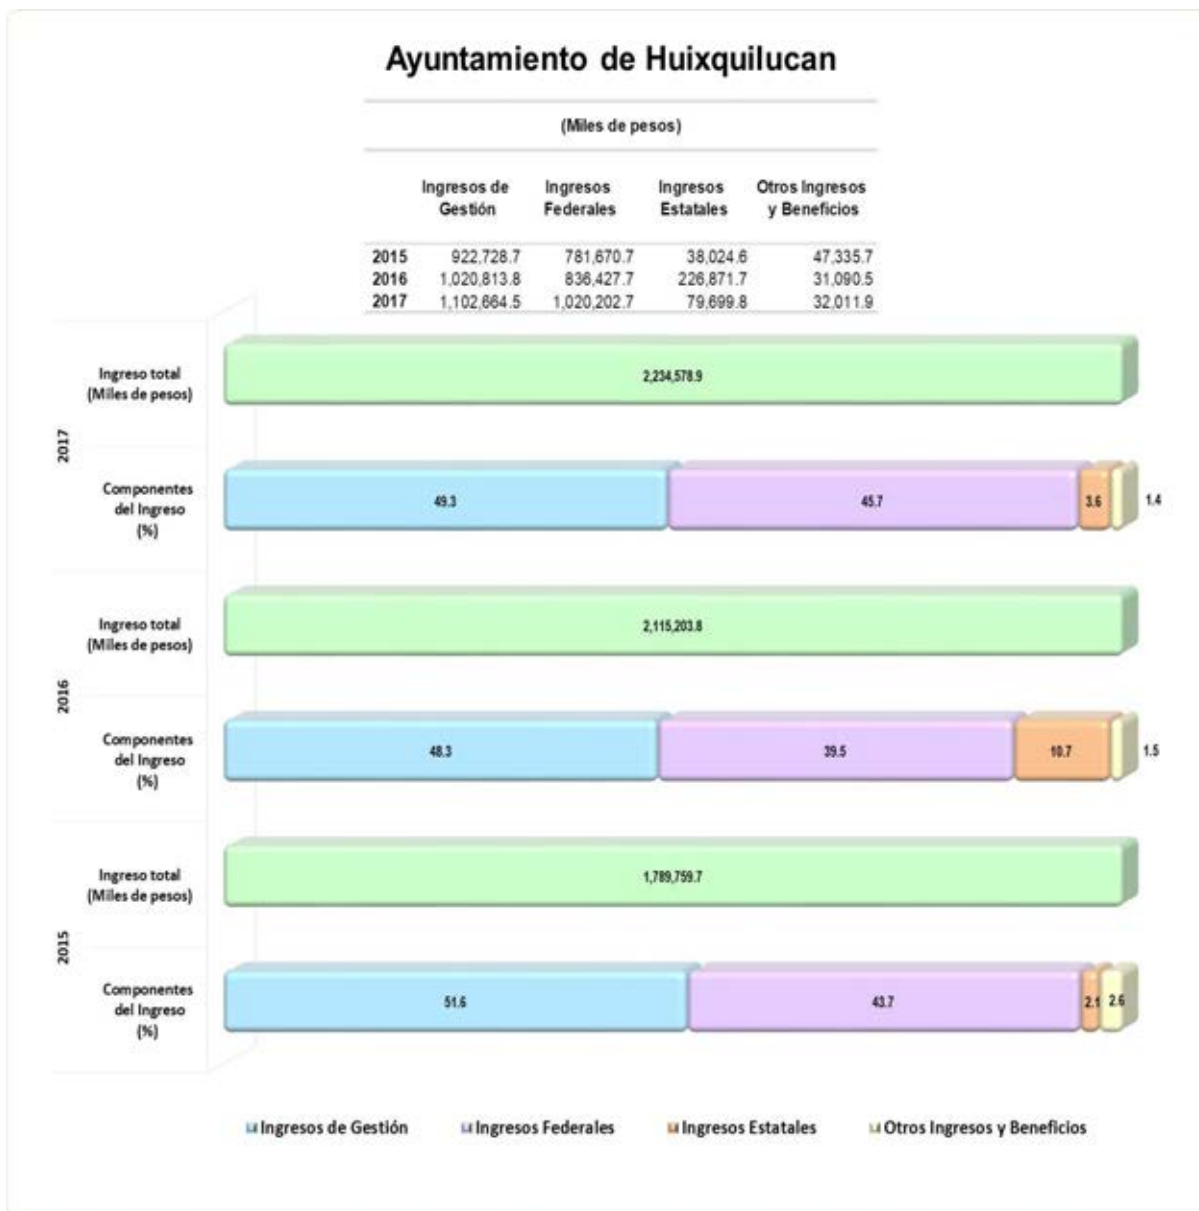 Ayuntamiento de Huixquilucan
(Miles de pesos)
Ingresos de Gestión Ingresos Federales Ingresos Estatales Otros Ingresos y Beneficios
2015 922,728.7 781,670.7 38,024.6 47,335.7
2016 1,020,813.8 836,427.7 226,871.7 31,090.5
2017 1,102,664.5 1,020,202.7 79,699.8 32,011.9
2017
Ingreso total
(Miles de pesos)
2,234,578.9
Componentes
del Ingreso
(%)
49.3 45.7 3.6 1.4
2016
Ingreso total
(Miles de pesos)
2,115,203.8
Componentes
del Ingreso
(%)
48.3 39.5 10.7 1.5
2015
Ingreso total
(Miles de pesos)
1,789,759.7
Componentes
del Ingreso
(%)
51.6 43.7 2.1 2.6
Ingresos de Gestión Ingresos Federales Ingresos Estatales Otros Ingresos y Beneficios